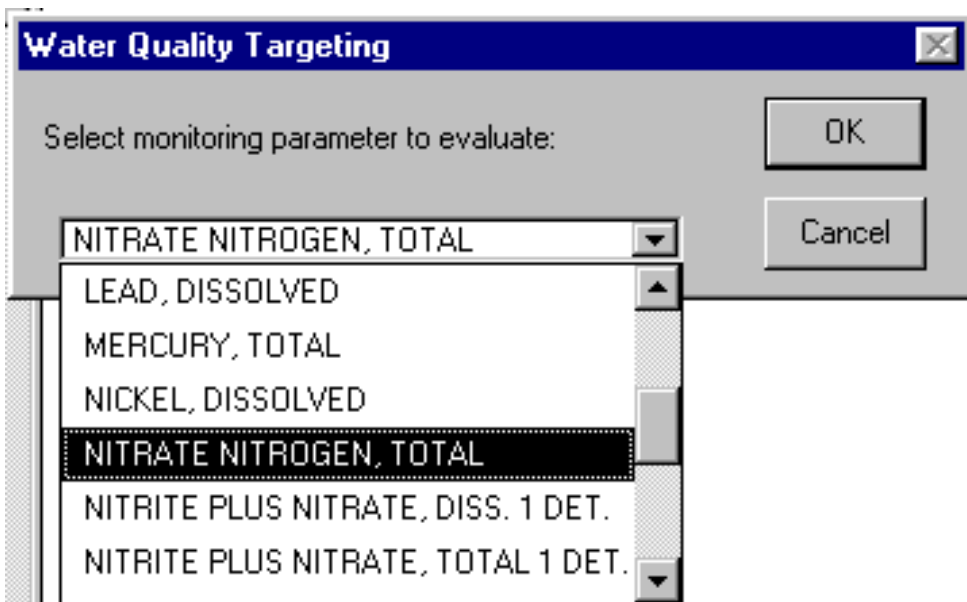 Water Quality Targeting
Select monitoring parameter to evaluate:
OK
Cancel
NITRATE NITROGEN, TOTAL
LEAD, DISSOLVED
MERCURY, TOTAL
NICKEL, DISSOLVED
NITRATE NITROGEN, TOTAL
NITRITE PLUS NITRATE, DISS. 1 DET.
NITRITE PLUS NITRATE, TOTAL 1 DET.